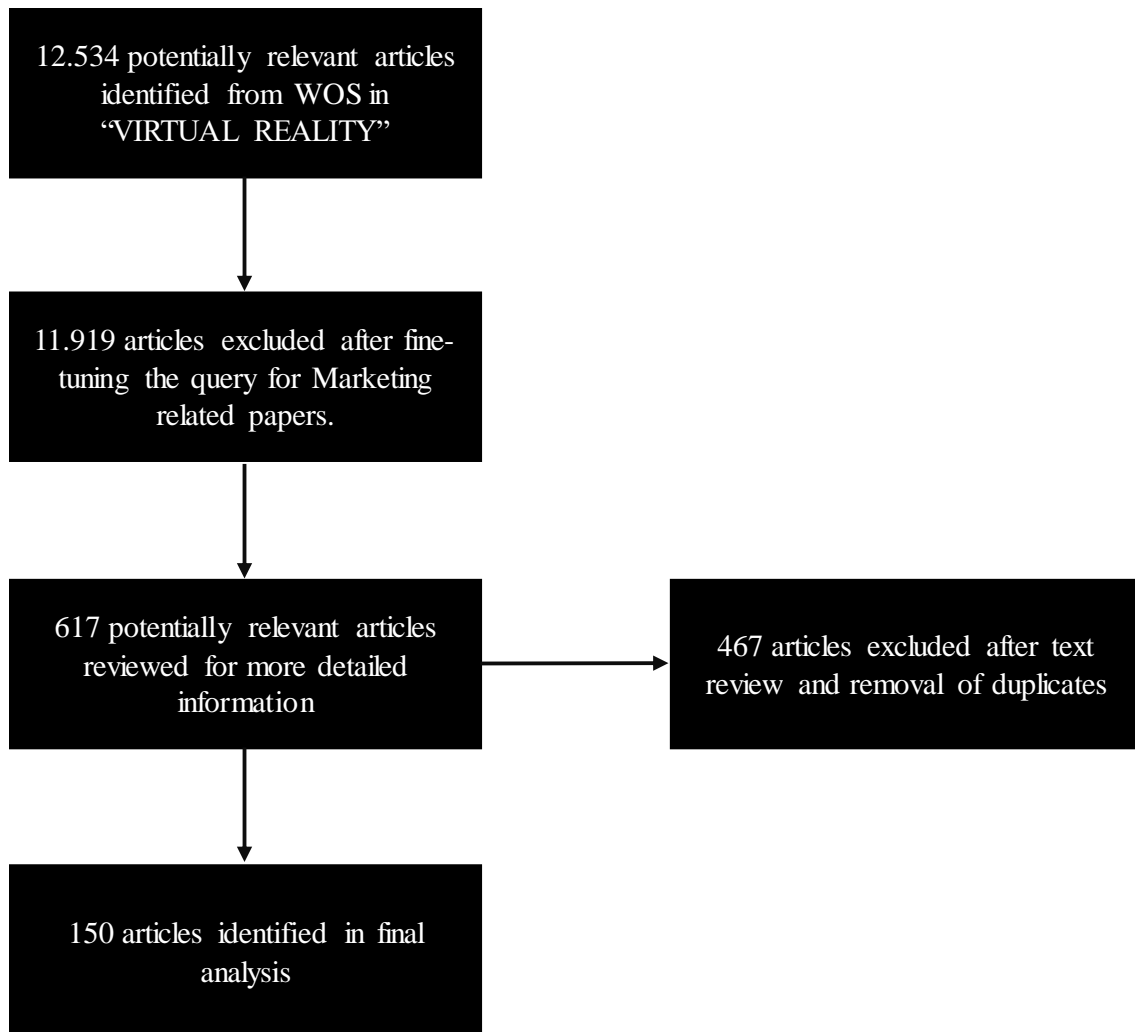 12.534 potentially relevant articles
identified from WOS in
“VIRTUAL REALITY”
11.919 articles excluded after fine-
tuning the query for Marketing
related papers.
617 potentially relevant articles
reviewed for more detailed
information
467 articles excluded after text
review and removal of duplicates
150 articles identified in final
analysis